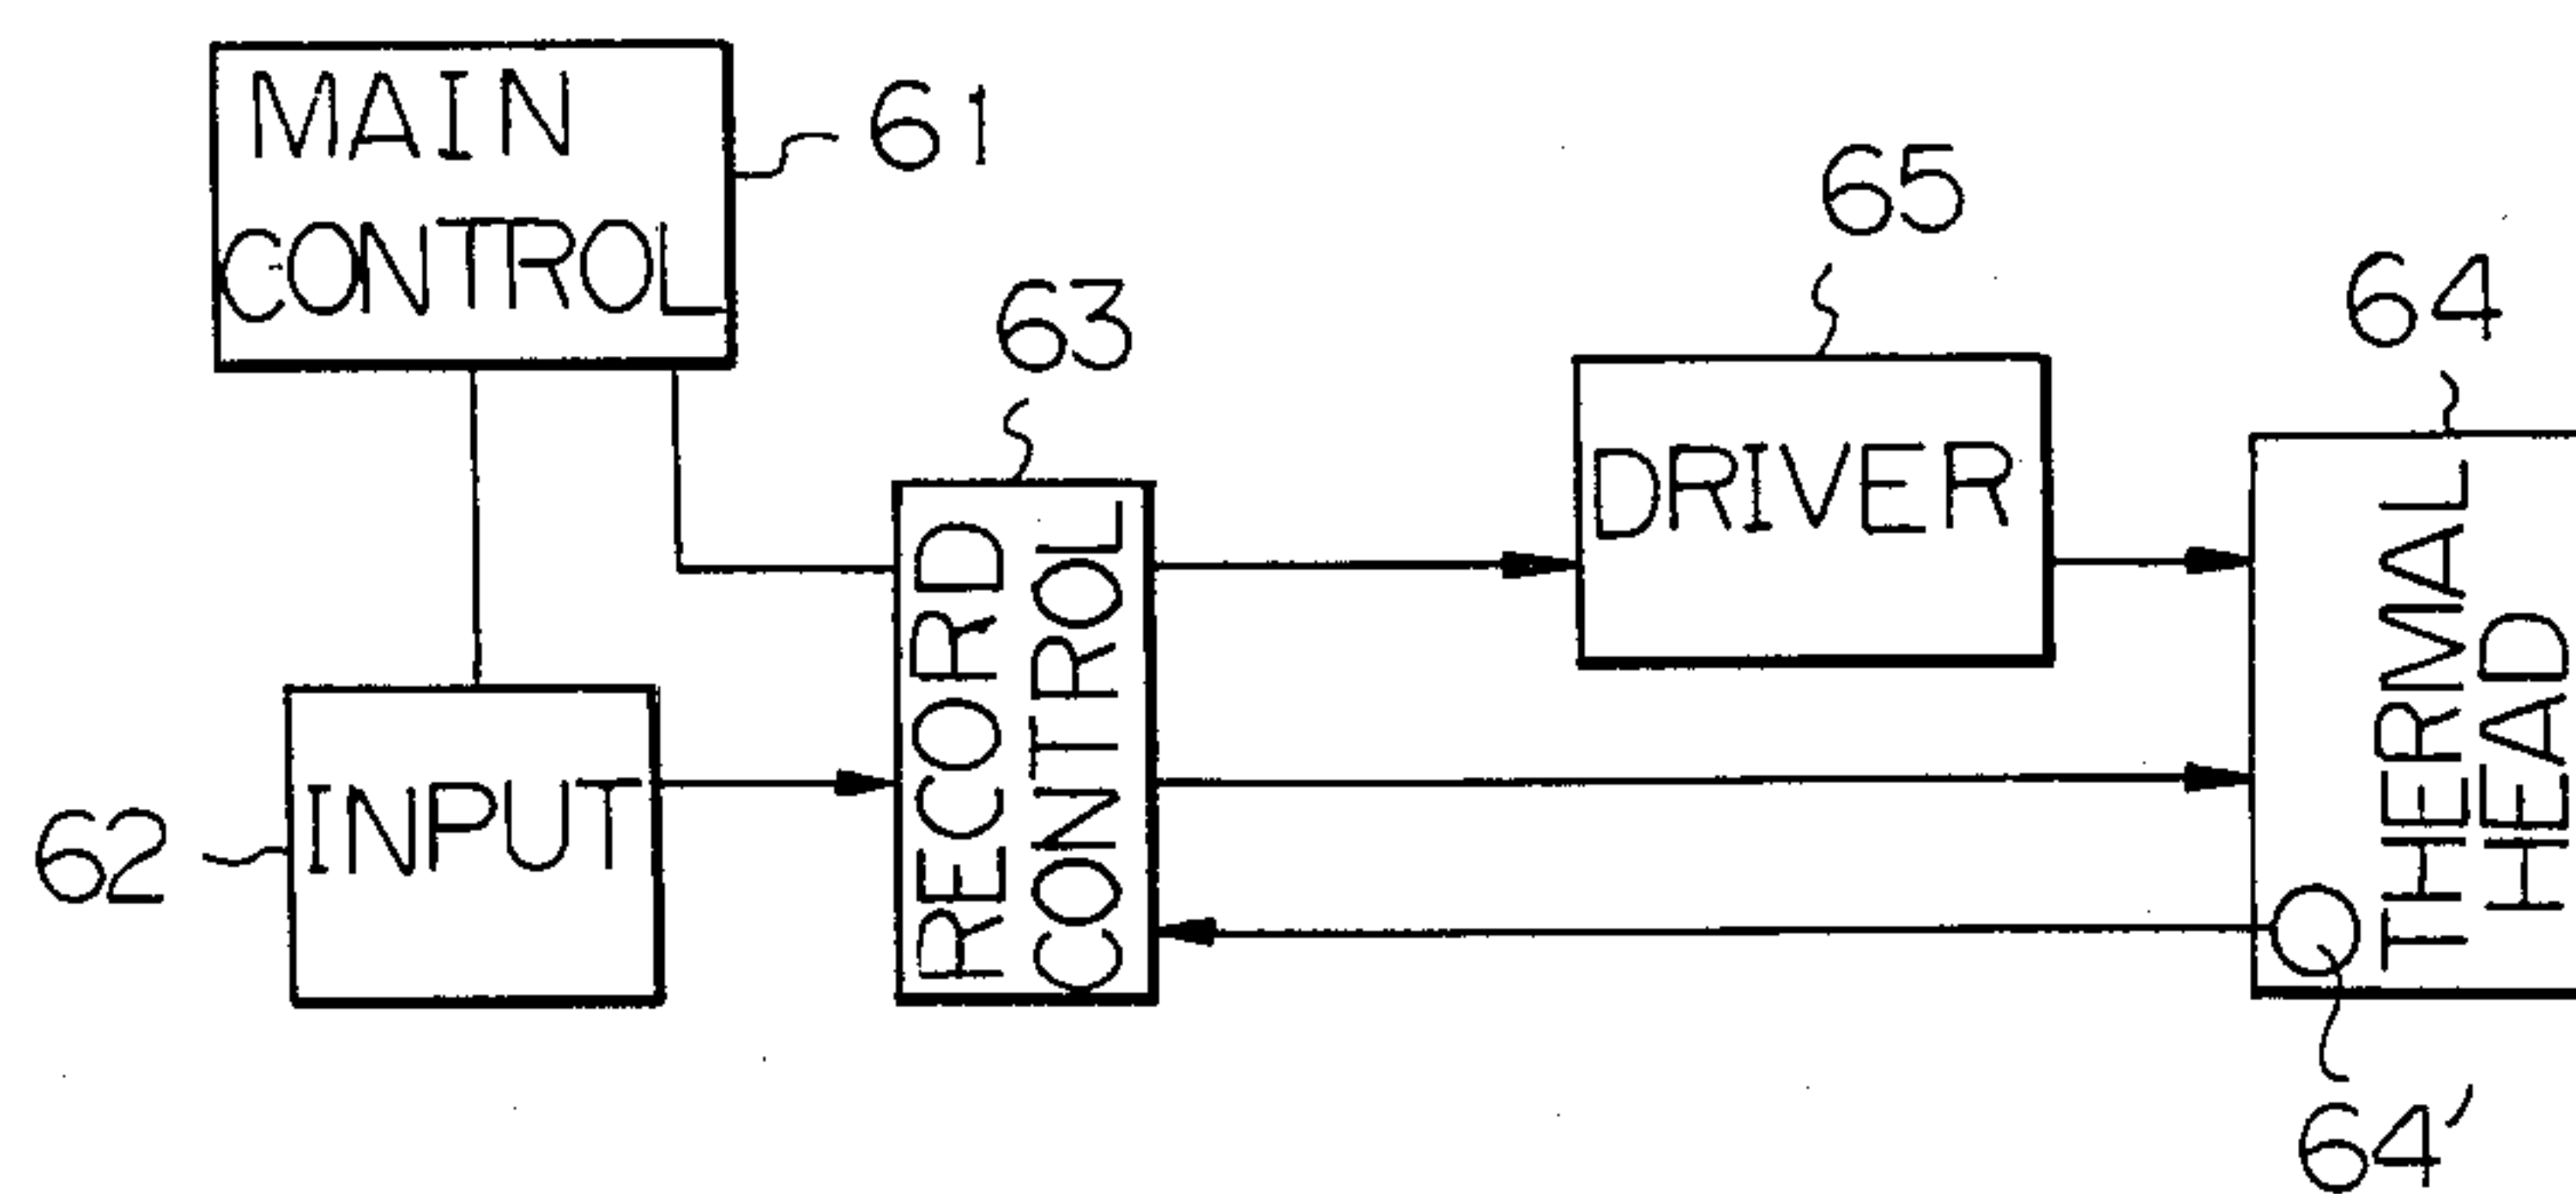 MAIN
CONTROL
61
65
63
64
DRIVER
RECORD
CONTROL
THERMAL
HEAD
INPUT
62
64'